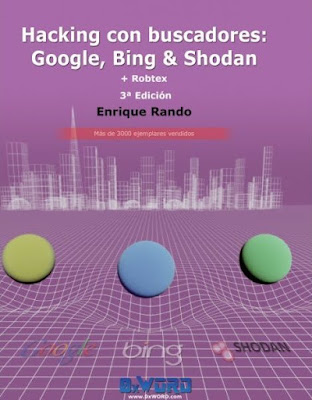 Hacking con buscadores:
Google, Bing & Shodan
+ Robtex
3ª Edición
Enrique Rando
Más de 3000 ejemplares vendidos
Google
bing
SHODAN
0xWORD
www.0xWORD.com